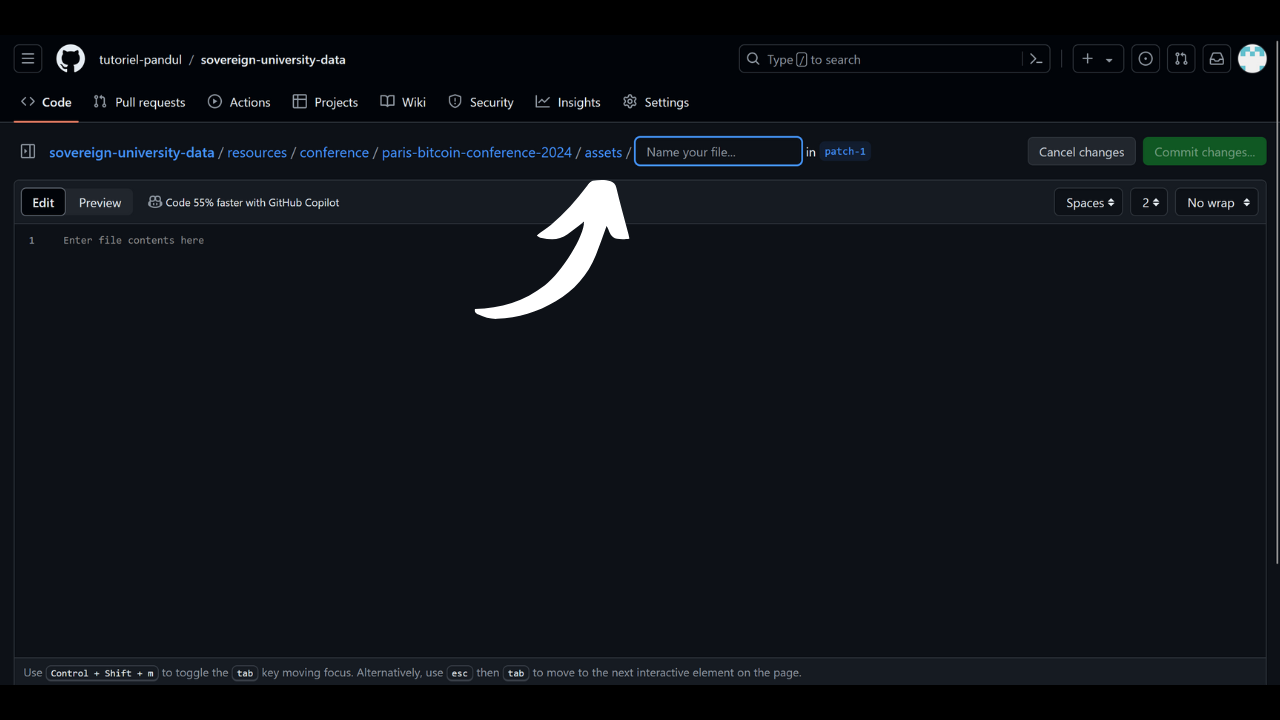 tutoriel-pandul / sovereign-university-data
Type / to search
Code Pull requests Actions Projects Wiki Security Insights Settings
sovereign-university-data / resources / conference / paris-bitcoin-conference-2024 / assets / Name your file... in patch-1
Cancel changes Commit changes...
Edit Preview Code 55% faster with GitHub Copilot
Spaces 2 No wrap
1 Enter file contents here
Use Control + Shift + m to toggle the tab key moving focus. Alternatively, use esc then tab to move to the next interactive element on the page.